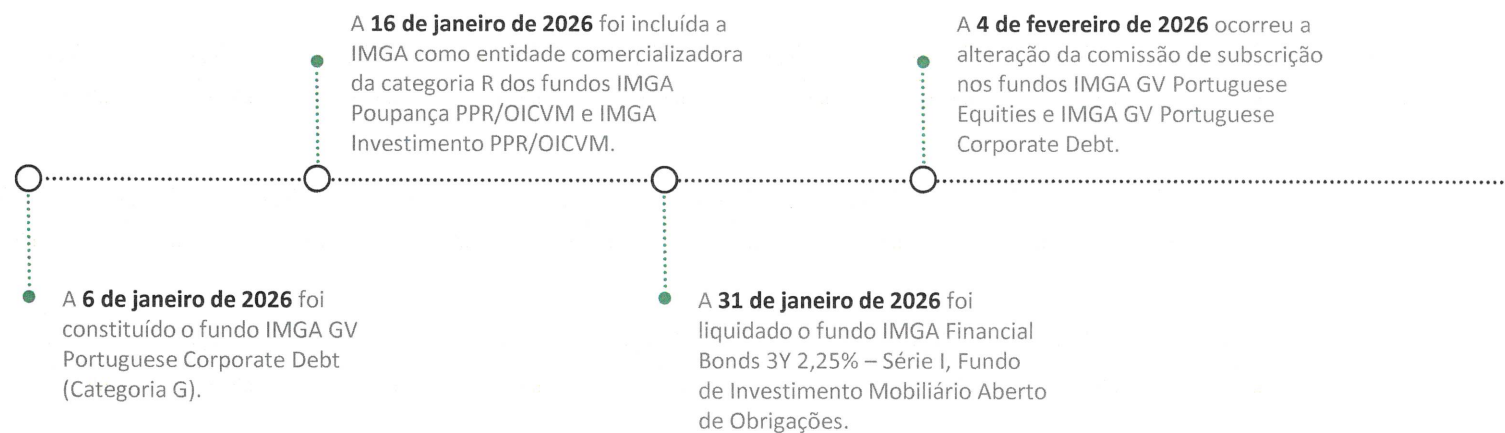 A 16 de janeiro de 2026 foi incluída a
IMGA como entidade comercializadora
da categoria R dos fundos IMGA
Poupança PPR/OICVM e IMGA
Investimento PPR/OICVM.
A 4 de fevereiro de 2026 ocorreu a
alteração da comissão de subscrição
nos fundos IMGA GV Portuguese
Equities e IMGA GV Portuguese
Corporate Debt.
A 6 de janeiro de 2026 foi
constituído o fundo IMGA GV
Portuguese Corporate Debt
(Categoria G).
A 31 de janeiro de 2026 foi
liquidado o fundo IMGA Financial
Bonds 3Y 2,25% – Série I, Fundo
de Investimento Mobiliário Aberto
de Obrigações.